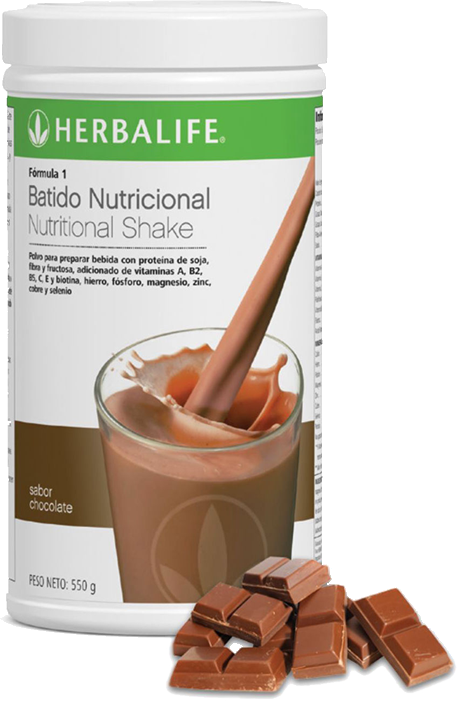 HERBALIFE®
Fórmula 1
Batido Nutricional
Nutritional Shake
Polvo para preparar bebida con proteína de soja,
fibra y fructosa, adicionado de vitaminas A, B2,
B5, C, E y biotina, hierro, fósforo, magnesio, zinc,
cobre y selenio
sabor
chocolate
PESO NETO: 550 g